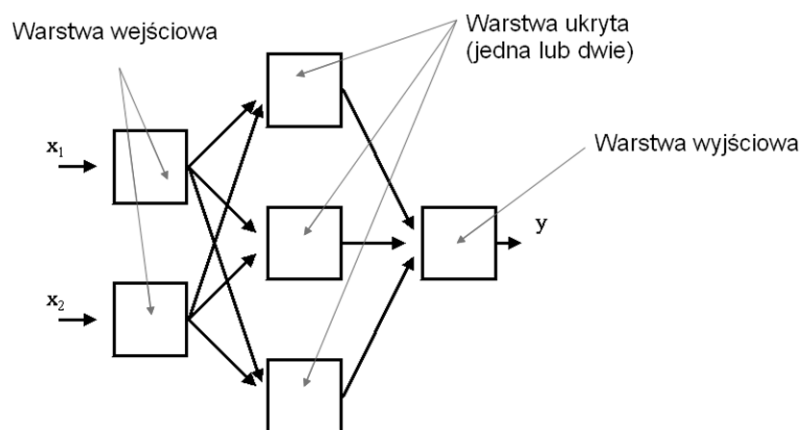 Warstwa wejściowa
Warstwa ukryta
(jedna lub dwie)
Warstwa wyjściowa
x₁
y
x₂